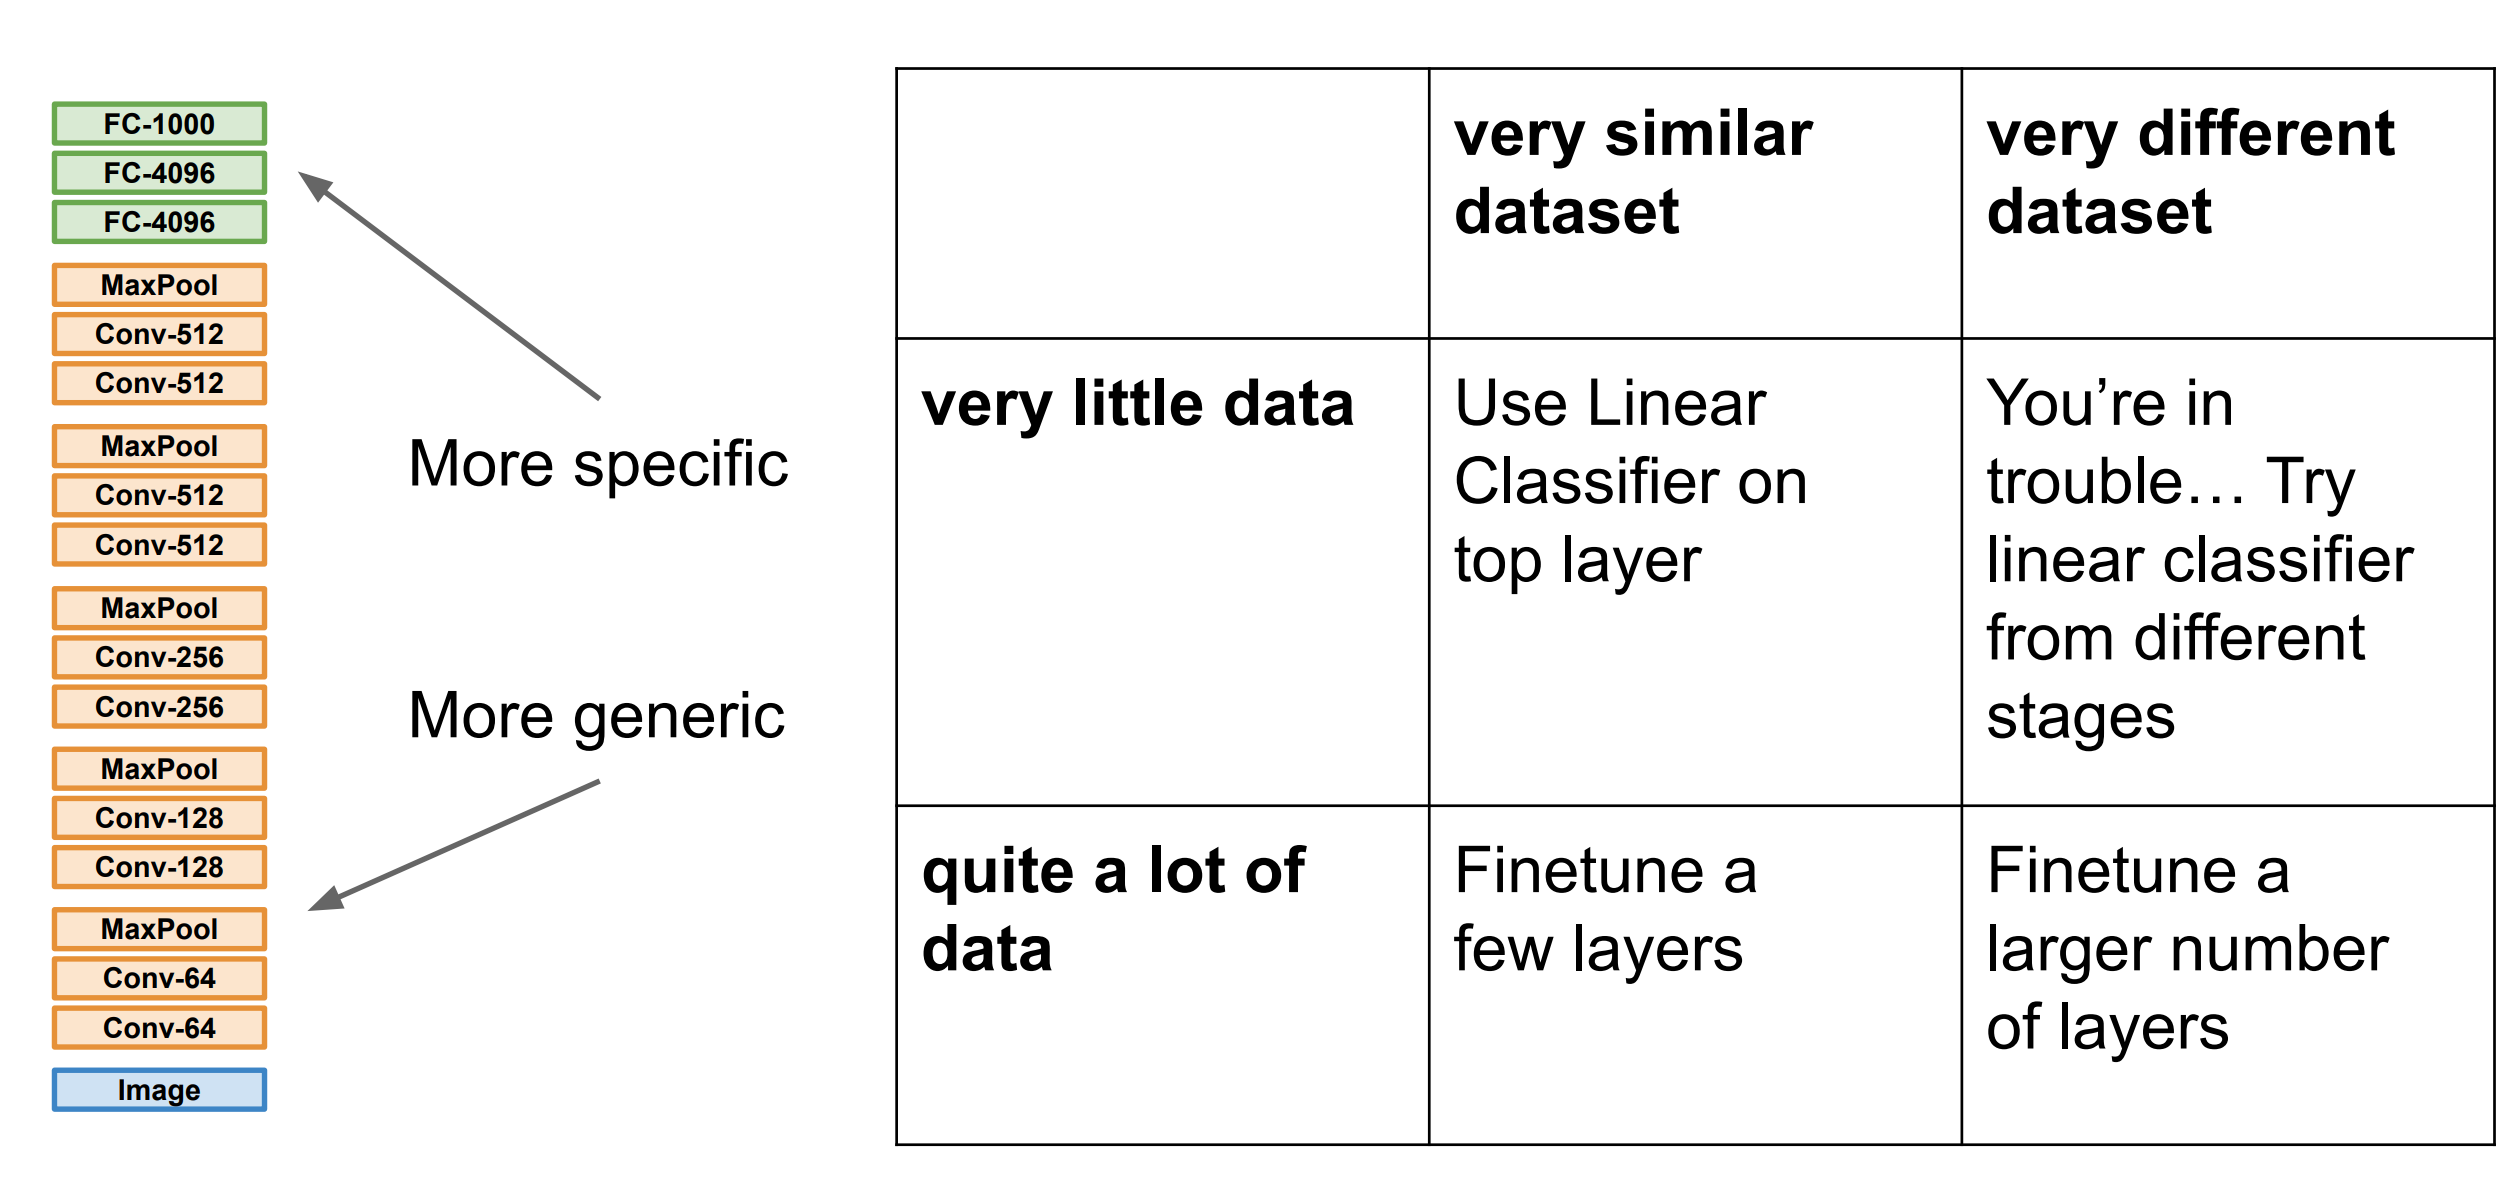 FC-1000
FC-4096
FC-4096
MaxPool
Conv-512
Conv-512
MaxPool
Conv-512
Conv-512
MaxPool
Conv-256
Conv-256
MaxPool
Conv-128
Conv-128
MaxPool
Conv-64
Conv-64
Image
More specific
More generic
very similar
dataset
very different
dataset
very little data
Use Linear
Classifier on
top layer
You’re in
trouble… Try
linear classifier
from different
stages
quite a lot of
data
Finetune a
few layers
Finetune a
larger number
of layers